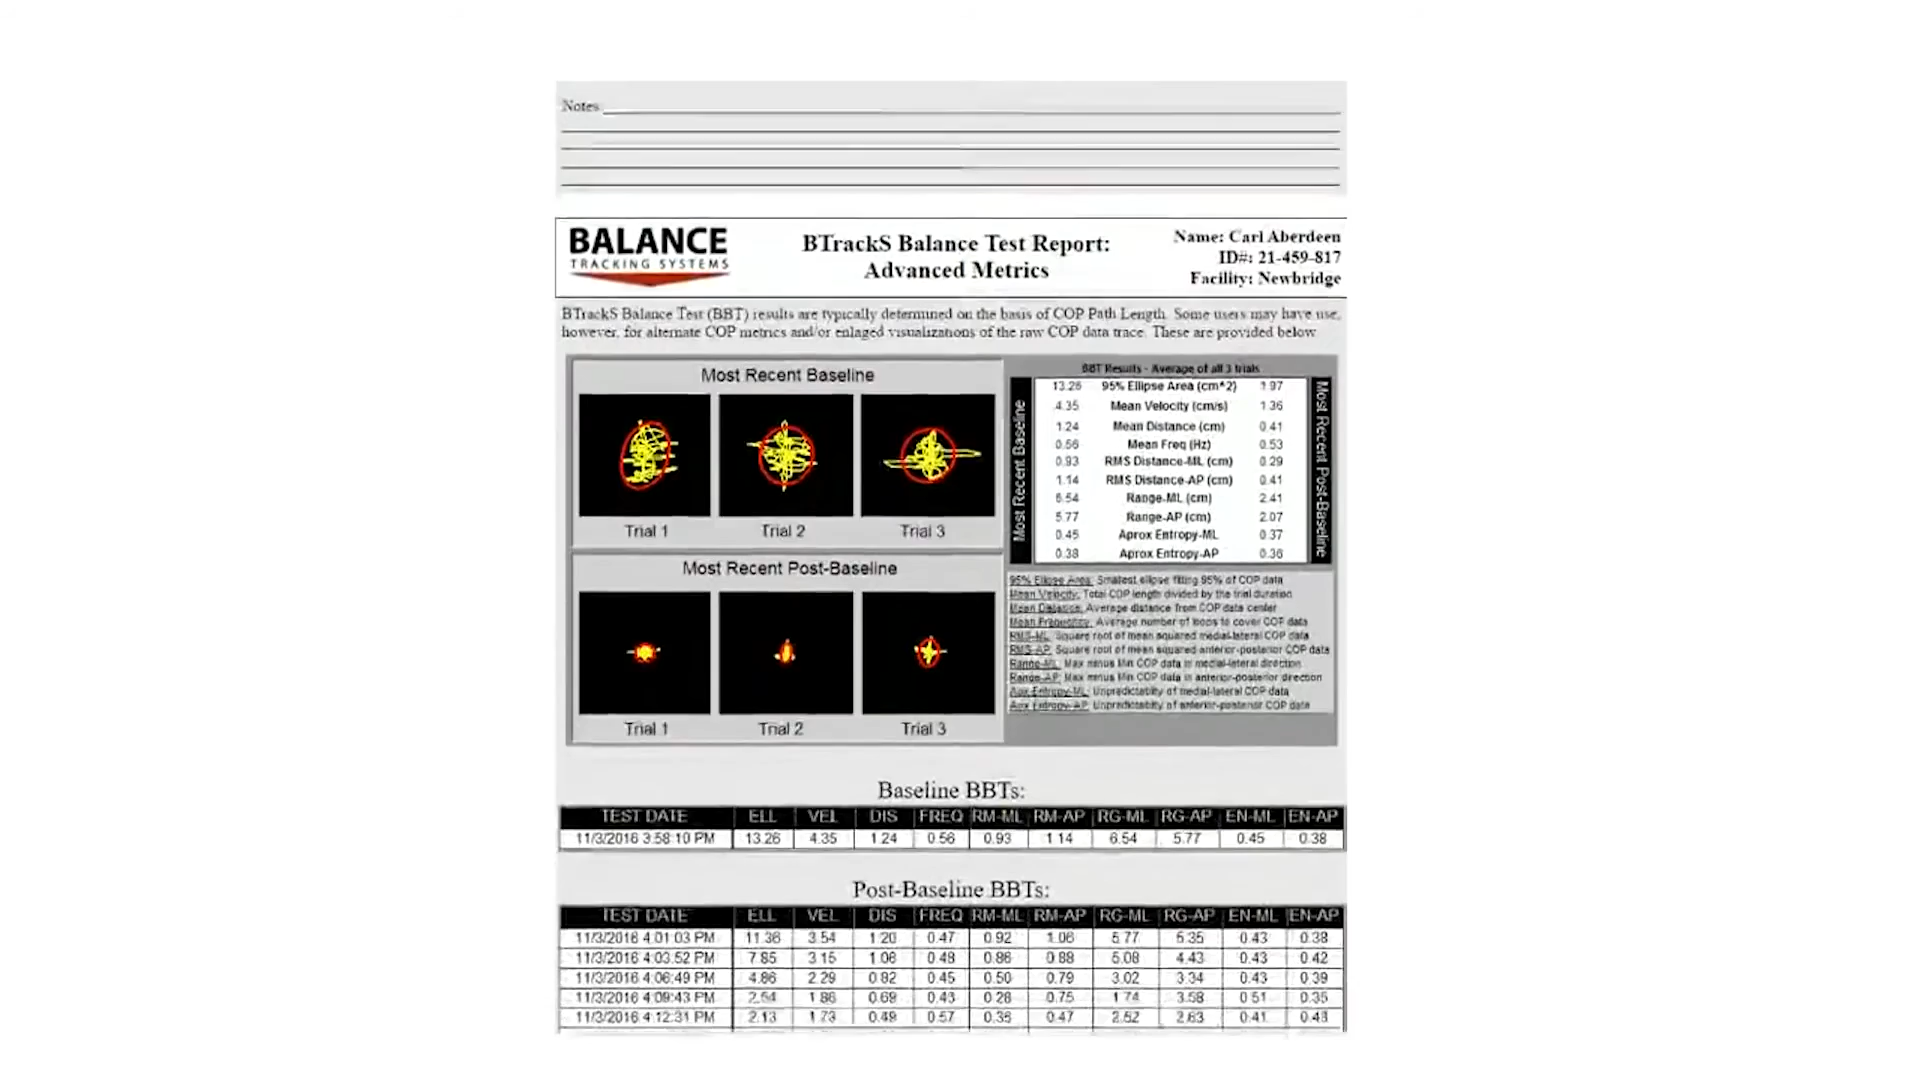 Notes
BALANCE
TRACKING SYSTEMS
BTrackS Balance Test Report:
Advanced Metrics
Name: Carl Aberdeen
ID#: 21-459-817
Facility: Newbridge
BTrackS Balance Test (BBT) results are typically determined on the basis of COP Path Length. Some users may have use,
however, for alternate COP metrics and/or enlaged visualizations of the raw COP data trace. These are provided below
Most Recent Baseline
Trial 1 Trial 2 Trial 3
Most Recent Post-Baseline
Trial 1 Trial 2 Trial 3
BBT Results - Average of all 3 trials
Most Recent Baseline
Most Recent Post-Baseline
13.26 95% Ellipse Area (cm^2) 1.97
4.35 Mean Velocity (cm/s) 1.36
1.24 Mean Distance (cm) 0.41
0.56 Mean Freq (Hz) 0.53
0.93 RMS Distance-ML (cm) 0.29
1.14 RMS Distance-AP (cm) 0.41
6.54 Range-ML (cm) 2.41
5.77 Range-AP (cm) 2.07
0.45 Aprox Entropy-ML 0.37
0.38 Aprox Entropy-AP 0.36
95% Ellipse Area: Smallest ellipse fitting 95% of COP data
Mean Velocity: Total COP length divided by the trial duration
Mean Distance: Average distance from COP data center
Mean Frequency: Average number of loops to cover COP data
RMS-ML: Square root of mean squared medial-lateral COP data
RMS-AP: Square root of mean squared anterior-posterior COP data
Range-ML: Max minus Min COP data in medial-lateral direction
Range-AP: Max minus Min COP data in anterior-posterior direction
Apx Entropy-ML: Unpredictability of medial-lateral COP data
Apx Entropy-AP: Unpredictability of anterior-posterior COP data
Baseline BBTs:
TEST DATE ELL VEL DIS FREQ RM-ML RM-AP RG-ML RG-AP EN-ML EN-AP
11/3/2016 3:58:10 PM 13.26 4.35 1.24 0.56 0.93 1.14 6.54 5.77 0.45 0.38
Post-Baseline BBTs:
TEST DATE ELL VEL DIS FREQ RM-ML RM-AP RG-ML RG-AP EN-ML EN-AP
11/3/2016 4:01:03 PM 11.36 3.54 1.20 0.47 0.92 1.06 5.77 5.35 0.43 0.38
11/3/2016 4:03:52 PM 7.85 3.15 1.06 0.48 0.86 0.88 5.08 4.43 0.43 0.42
11/3/2016 4:06:49 PM 4.86 2.29 0.82 0.45 0.50 0.79 3.02 3.34 0.43 0.39
11/3/2016 4:09:43 PM 2.54 1.86 0.69 0.43 0.26 0.75 1.74 3.58 0.51 0.35
11/3/2016 4:12:31 PM 2.13 1.73 0.49 0.57 0.35 0.47 2.52 2.63 0.41 0.43